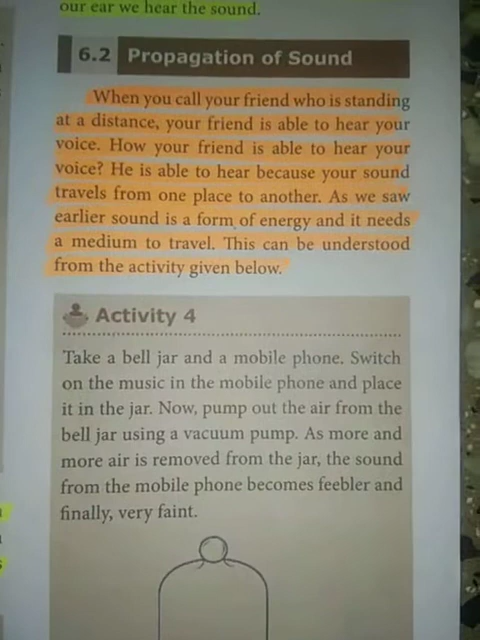 our ear we hear the sound.
6.2 Propagation of Sound
When you call your friend who is standing
at a distance, your friend is able to hear your
voice. How your friend is able to hear your
voice? He is able to hear because your sound
travels from one place to another. As we saw
earlier sound is a form of energy and it needs
a medium to travel. This can be understood
from the activity given below.
Activity 4
Take a bell jar and a mobile phone. Switch
on the music in the mobile phone and place
it in the jar. Now, pump out the air from the
bell jar using a vacuum pump. As more and
more air is removed from the jar, the sound
from the mobile phone becomes feebler and
finally, very faint.